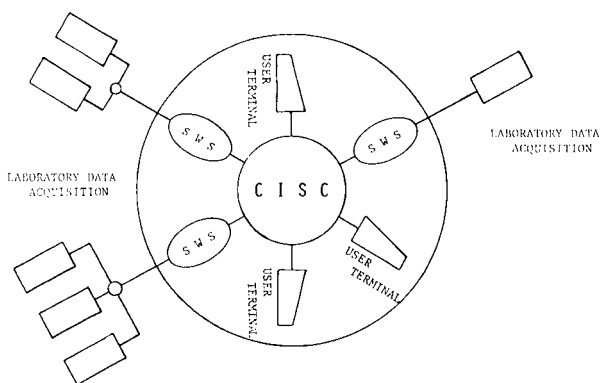 USER
TERMINAL
S W S
S W S
LABORATORY DATA
ACQUISITION
LABORATORY DATA
ACQUISITION
C I S C
S W S
USER
TERMINAL
USER
TERMINAL